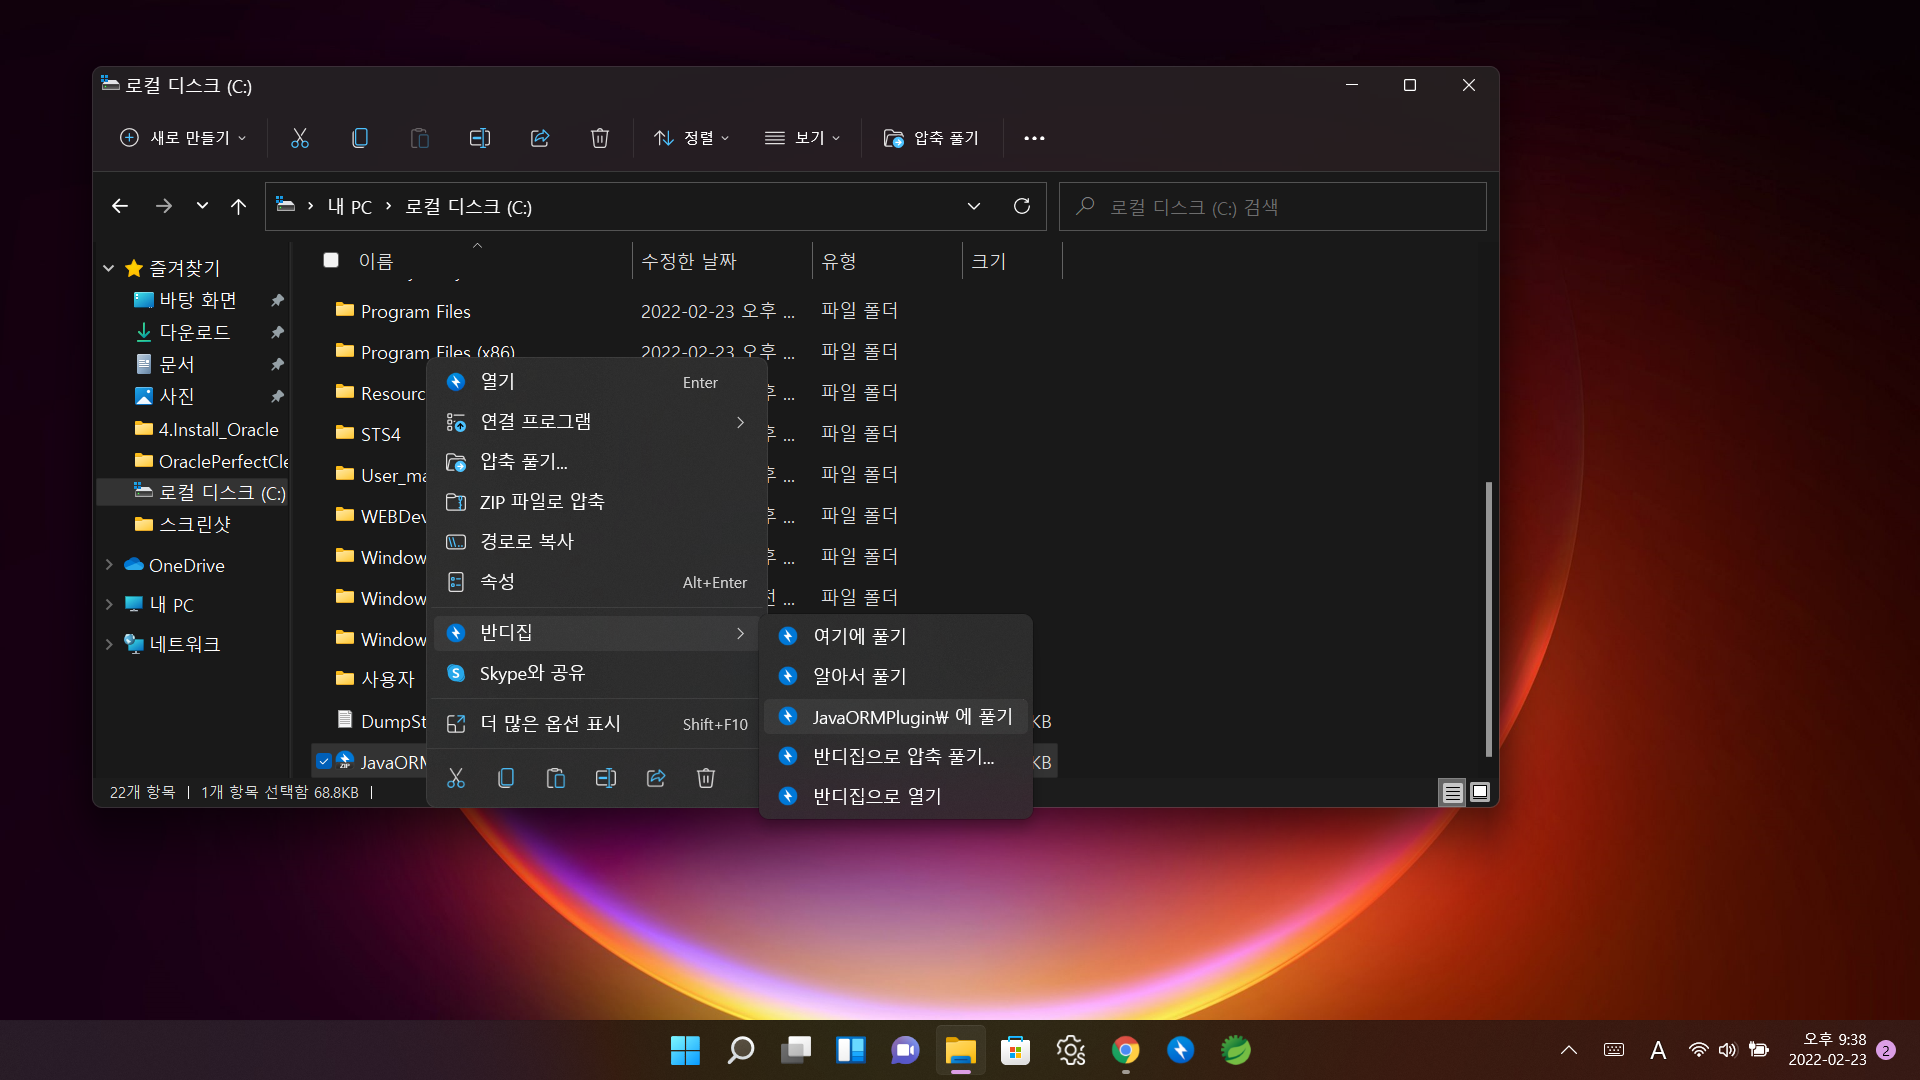 로컬 디스크 (C:)
새로 만들기
정렬
보기
압축 풀기
내 PC
로컬 디스크 (C:)
로컬 디스크 (C:) 검색
이름
수정한 날짜
유형
크기
즐겨찾기
바탕 화면
다운로드
문서
사진
4.Install_Oracle
OraclePerfectCle
로컬 디스크 (C:)
스크린샷
OneDrive
내 PC
네트워크
Program Files 2022-02-23 오후 ... 파일 폴더
Program Files (x86) 2022-02-23 오후 ... 파일 폴더
Resourc 후 ... 파일 폴더
STS4 후 ... 파일 폴더
User_ma 후 ... 파일 폴더
WEBDev 후 ... 파일 폴더
Window 후 ... 파일 폴더
Window 전 ... 파일 폴더
Window
사용자
DumpSt KB
JavaORM KB
열기 Enter
연결 프로그램
압축 풀기...
ZIP 파일로 압축
경로로 복사
속성 Alt+Enter
반디집
Skype와 공유
더 많은 옵션 표시 Shift+F10
여기에 풀기
알아서 풀기
JavaORMPlugin₩ 에 풀기
반디집으로 압축 풀기...
반디집으로 열기
22개 항목 | 1개 항목 선택함 68.8KB |
A
오후 9:38
2022-02-23
2